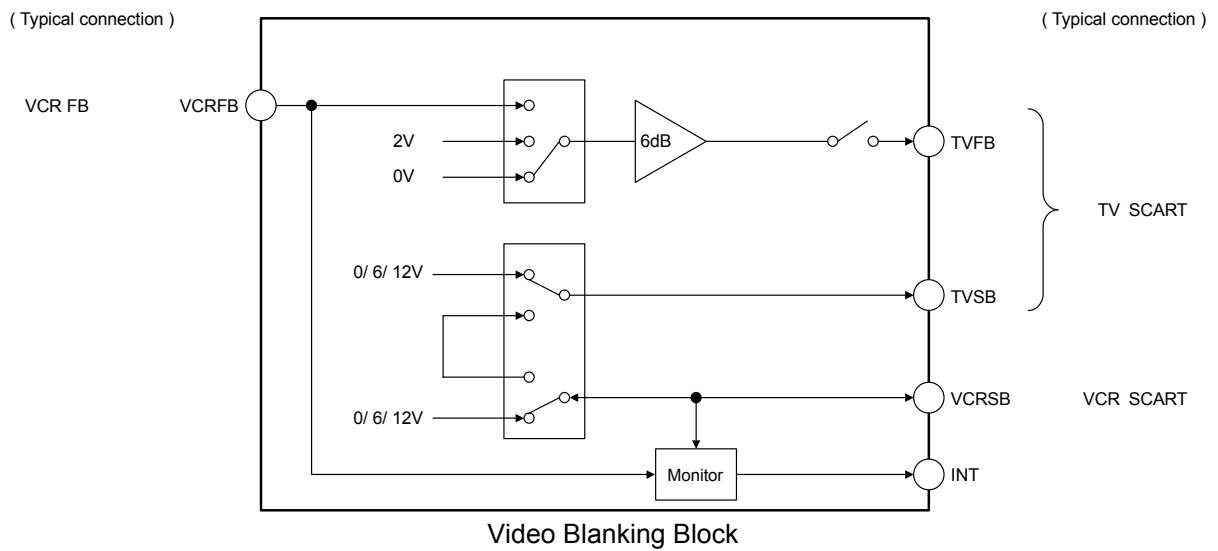 ( Typical connection )
( Typical connection )
VCR FB
VCRFB
2V
0V
6dB
TVFB
TV SCART
0/ 6/ 12V
TVSB
0/ 6/ 12V
VCRSB
VCR SCART
Monitor
INT
Video Blanking Block